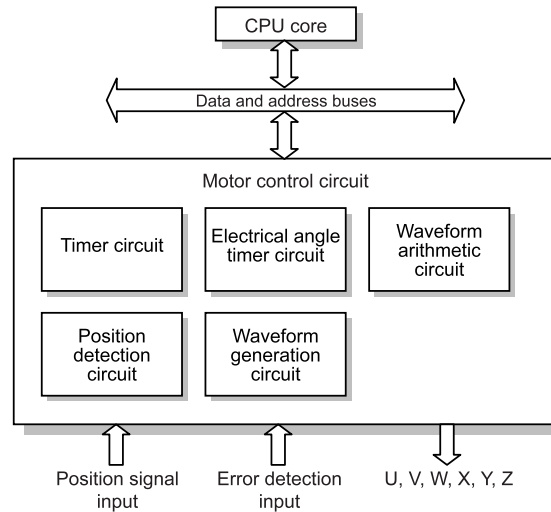 CPU core
Data and address buses
Motor control circuit
Timer circuit
Electrical angle
timer circuit
Waveform
arithmetic
circuit
Position
detection
circuit
Waveform
generation
circuit
Position signal
input
Error detection
input
U, V, W, X, Y, Z